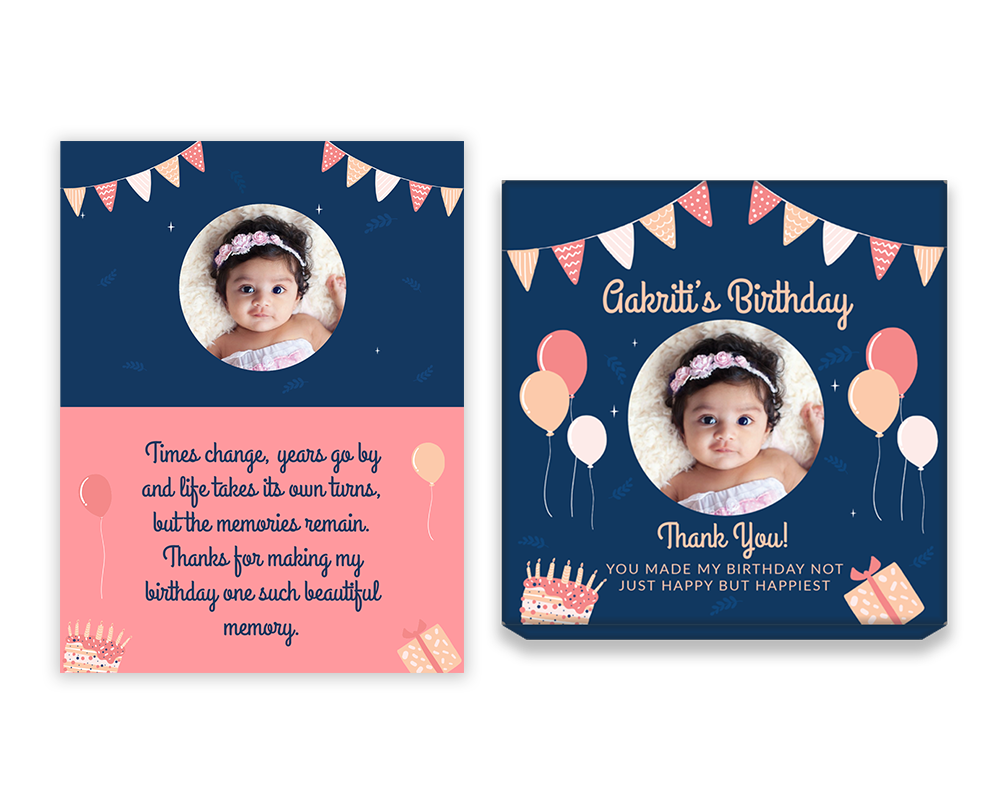 Times change, years go by
and life takes its own turns,
but the memories remain.
Thanks for making my
birthday one such beautiful
memory.
Aakriti's Birthday
Thank You!
YOU MADE MY BIRTHDAY NOT
JUST HAPPY BUT HAPPIEST